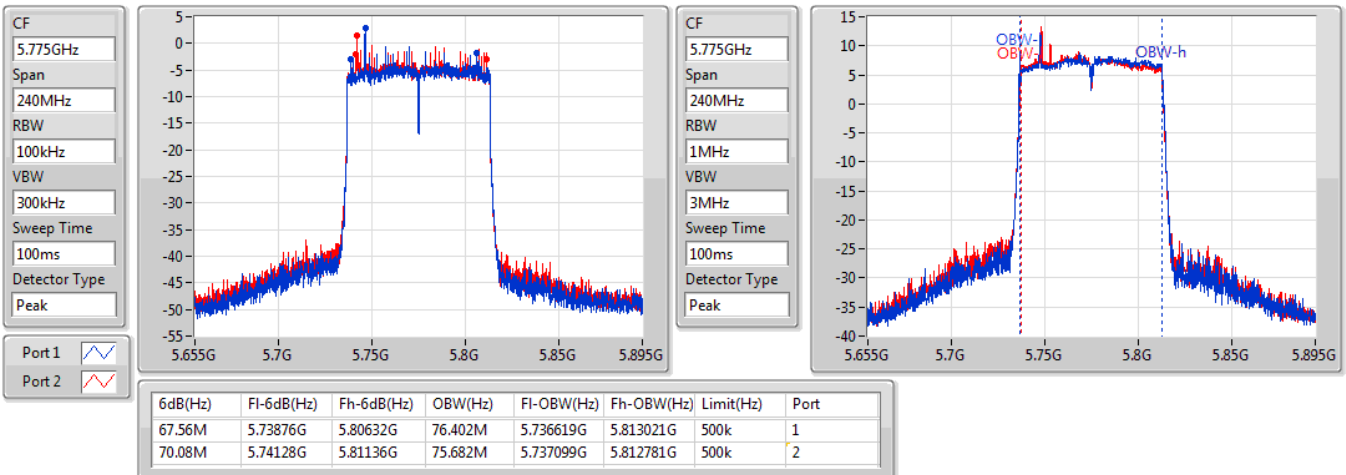 CF
5.775GHz
Span
240MHz
RBW
100kHz
VBW
300kHz
Sweep Time
100ms
Detector Type
Peak
Port 1
Port 2
5
0
-5
-10
-15
-20
-25
-30
-35
-40
-45
-50
-55
5.655G 5.7G 5.75G 5.8G 5.85G 5.895G
CF
5.775GHz
Span
240MHz
RBW
1MHz
VBW
3MHz
Sweep Time
100ms
Detector Type
Peak
15
10
5
0
-5
-10
-15
-20
-25
-30
-35
-40
OBW-
OBW-
OBW-h
5.655G 5.7G 5.75G 5.8G 5.85G 5.895G
6dB(Hz) Fl-6dB(Hz) Fh-6dB(Hz) OBW(Hz) Fl-OBW(Hz) Fh-OBW(Hz) Limit(Hz) Port
67.56M 5.73876G 5.80632G 76.402M 5.736619G 5.813021G 500k 1
70.08M 5.74128G 5.81136G 75.682M 5.737099G 5.812781G 500k 2